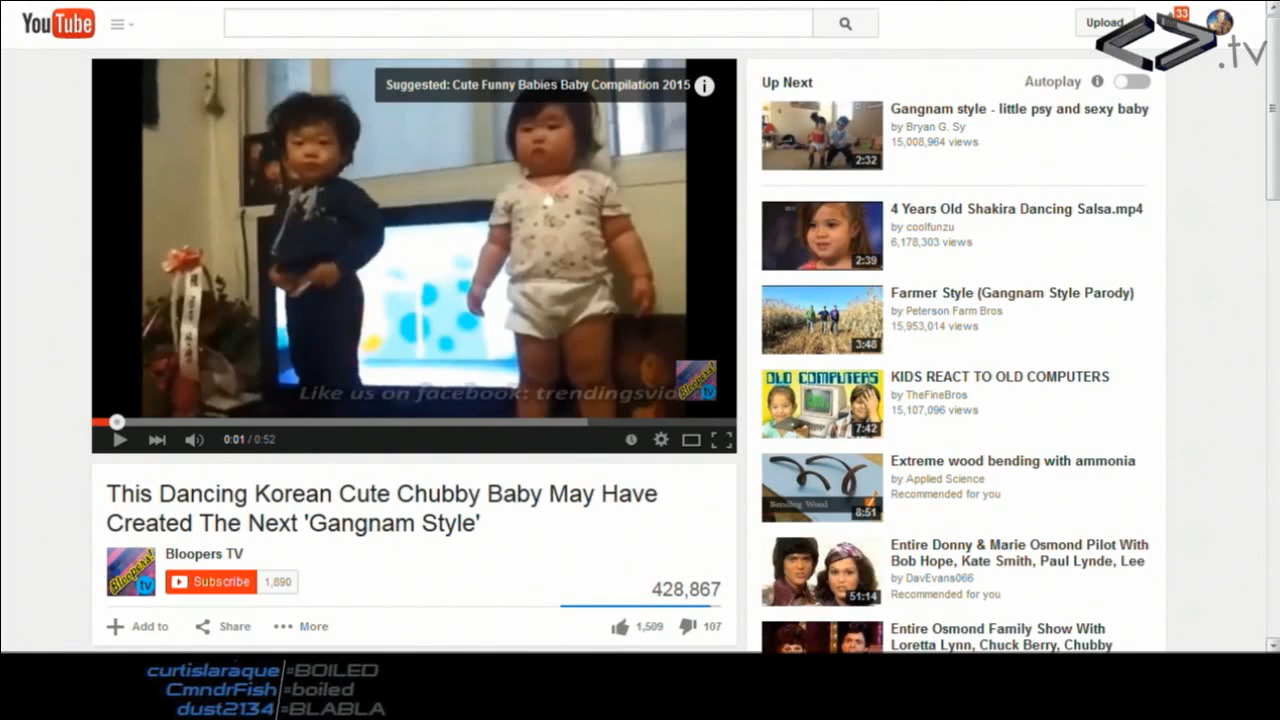 YouTube
Upload
33
.tv
Suggested: Cute Funny Babies Baby Compilation 2015
Like us on facebook: trendingsvid
Bloopers!
tv
0:01 / 0:52
This Dancing Korean Cute Chubby Baby May Have
Created The Next 'Gangnam Style'
Bloopers!
tv
Bloopers TV
Subscribe 1,890
428,867
Add to Share More 1,509 107
Up Next Autoplay
2:32
Gangnam style - little psy and sexy baby
by Bryan G. Sy
15,008,964 views
2:39
4 Years Old Shakira Dancing Salsa.mp4
by coolfunzu
6,178,303 views
3:48
Farmer Style (Gangnam Style Parody)
by Peterson Farm Bros
15,953,014 views
OLD COMPUTERS
7:42
KIDS REACT TO OLD COMPUTERS
by TheFineBros
15,107,096 views
Bending Wood
8:51
Extreme wood bending with ammonia
by Applied Science
Recommended for you
51:14
Entire Donny & Marie Osmond Pilot With
Bob Hope, Kate Smith, Paul Lynde, Lee
by DavEvans066
Recommended for you
Entire Osmond Family Show With
Loretta Lynn, Chuck Berry, Chubby
curtislaraque =BOILED
CmndrFish =boiled
dust2134 =BLABLA